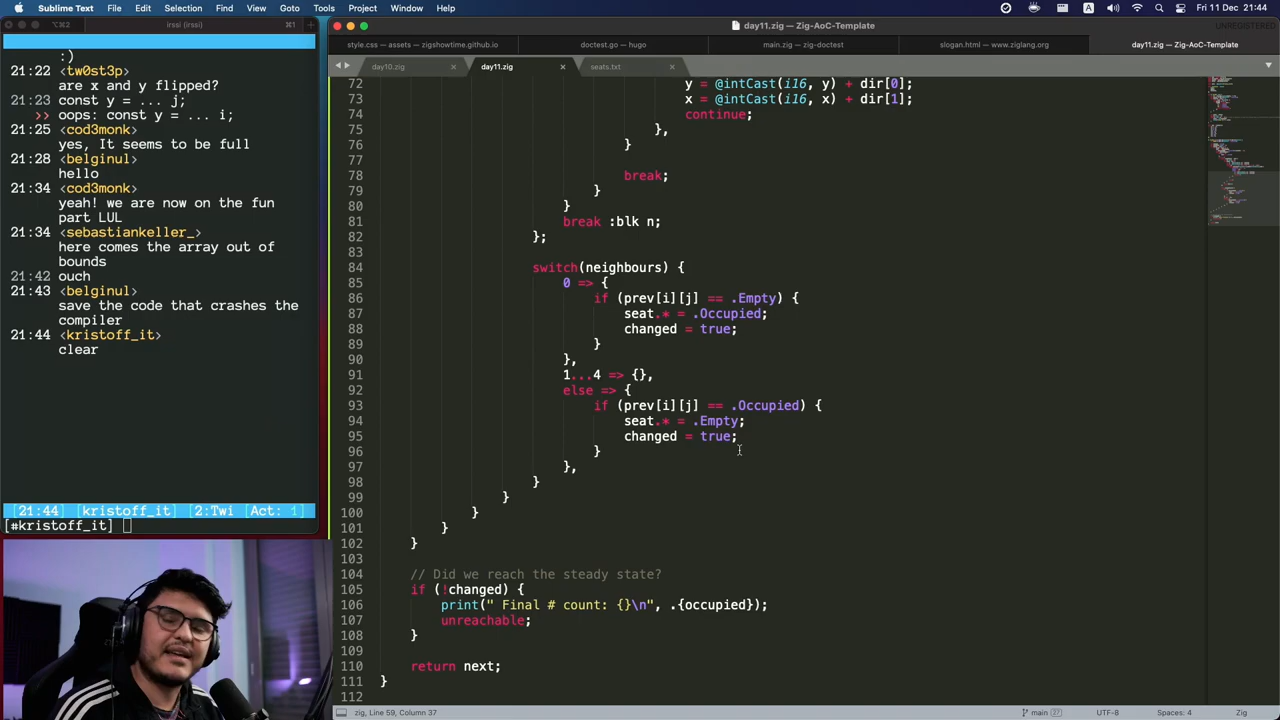 Sublime Text File Edit Selection Find View Goto Tools Project Window Help
Fri 11 Dec 21:44
⌥⌘2 irssi (irssi) ⌘1
:)
21:22 <tw0st3p>
are x and y flipped?
21:23 const y = ... j;
>> oops: const y = ... i;
21:25 <cod3monk>
yes, It seems to be full
21:28 <belginul>
hello
21:34 <cod3monk>
yeah! we are now on the fun
part LUL
21:34 <sebastiankeller_>
here comes the array out of
bounds
21:42 ouch
21:43 <belginul>
save the code that crashes the
compiler
21:44 <kristoff_it>
clear
[21:44] [kristoff_it] [2:Twi [Act: 1]
[#kristoff_it]
day11.zig — Zig-AoC-Template
UNREGISTERED
style.css — assets — zigshowtime.github.io doctest.go — hugo main.zig — zig-doctest slogan.html — www.ziglang.org day11.zig — Zig-AoC-Template
day10.zig × day11.zig × seats.txt ×
72 y = @intCast(i16, y) + dir[0];
73 x = @intCast(i16, x) + dir[1];
74 continue;
75 },
76 }
77
78 break;
79 }
80 }
81 break :blk n;
82 };
83
84 switch(neighbours) {
85 0 => {
86 if (prev[i][j] == .Empty) {
87 seat.* = .Occupied;
88 changed = true;
89 }
90 },
91 1...4 => {},
92 else => {
93 if (prev[i][j] == .Occupied) {
94 seat.* = .Empty;
95 changed = true;
96 }
97 },
98 }
99 }
100 }
101 }
102 }
103
104 // Did we reach the steady state?
105 if (!changed) {
106 print(" Final # count: {}\n", .{occupied});
107 unreachable;
108 }
109
110 return next;
111 }
112
zig, Line 59, Column 37 main 27 UTF-8 Spaces: 4 Zig